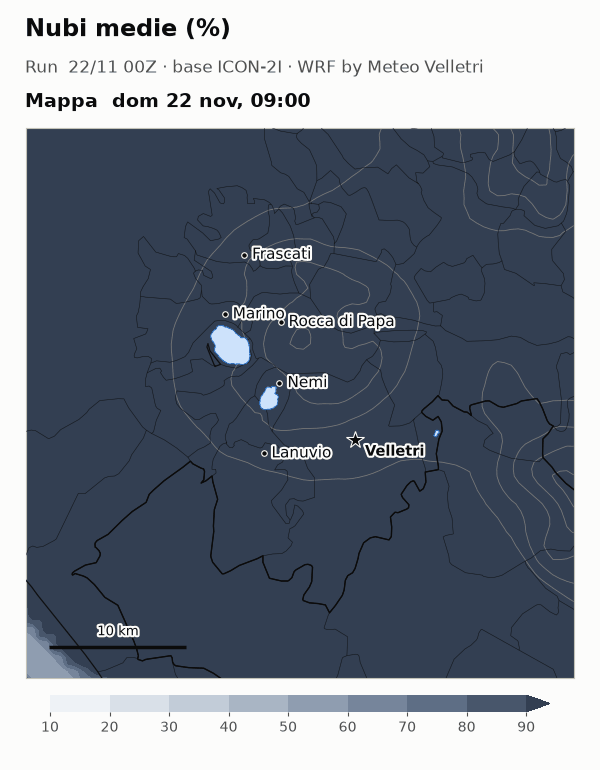 Nubi medie (%)
Run  22/11 00Z · base ICON-2I · WRF by Meteo Velletri
Mappa  dom 22 nov, 09:00
Frascati
Marino
Rocca di Papa
Nemi
Velletri
Lanuvio
10 km
10 20 30 40 50 60 70 80 90